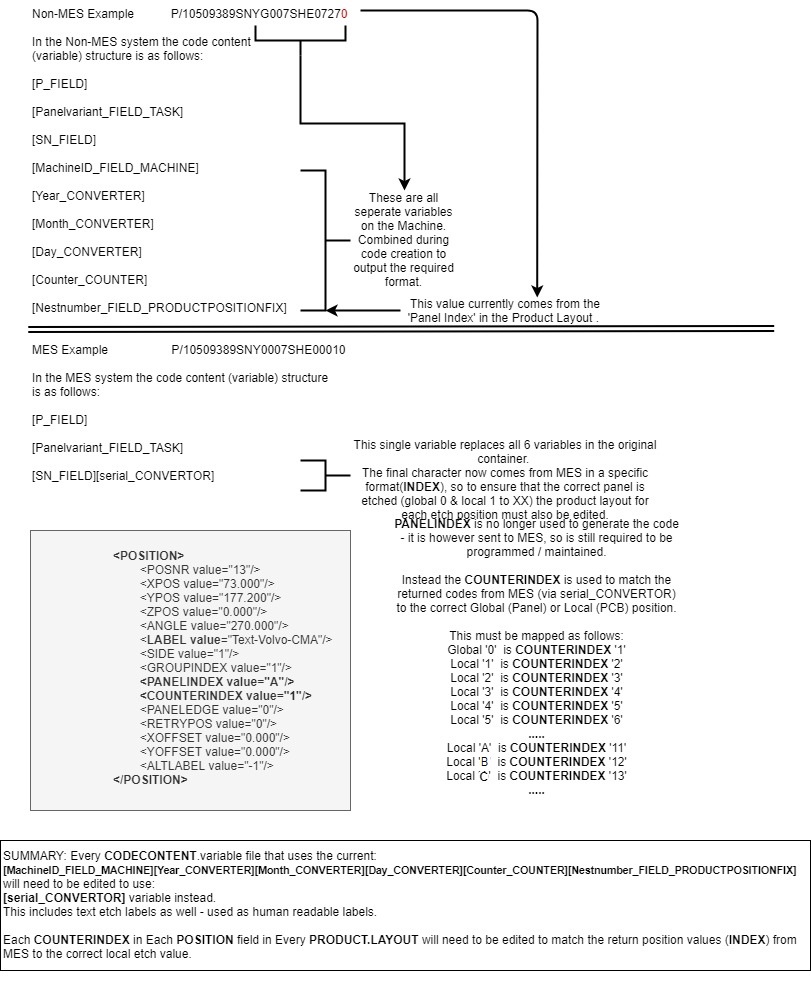 Non-MES Example P/10509389SNYG007SHE07270
In the Non-MES system the code content
(variable) structure is as follows:
[P_FIELD]
[Panelvariant_FIELD_TASK]
[SN_FIELD]
[MachineID_FIELD_MACHINE]
[Year_CONVERTER]
[Month_CONVERTER]
[Day_CONVERTER]
[Counter_COUNTER]
[Nestnumber_FIELD_PRODUCTPOSITIONFIX]
These are all
seperate variables
on the Machine.
Combined during
code creation to
output the required
format.
This value currently comes from the
'Panel Index' in the Product Layout .
MES Example P/10509389SNY0007SHE00010
In the MES system the code content (variable) structure
is as follows:
[P_FIELD]
[Panelvariant_FIELD_TASK]
[SN_FIELD][serial_CONVERTOR]
This single variable replaces all 6 variables in the original
container.
The final character now comes from MES in a specific
format(INDEX), so to ensure that the correct panel is
etched (global 0 & local 1 to XX) the product layout for
each etch position must also be edited.
PANELINDEX is no longer used to generate the code
- it is however sent to MES, so is still required to be
programmed / maintained.
Instead the COUNTERINDEX is used to match the
returned codes from MES (via serial_CONVERTOR)
to the correct Global (Panel) or Local (PCB) position.
This must be mapped as follows:
Global '0' is COUNTERINDEX '1'
Local '1' is COUNTERINDEX '2'
Local '2' is COUNTERINDEX '3'
Local '3' is COUNTERINDEX '4'
Local '4' is COUNTERINDEX '5'
Local '5' is COUNTERINDEX '6'
.....
Local 'A' is COUNTERINDEX '11'
Local 'B' is COUNTERINDEX '12'
Local 'C' is COUNTERINDEX '13'
.....
<POSITION>
<POSNR value="13"/>
<XPOS value="73.000"/>
<YPOS value="177.200"/>
<ZPOS value="0.000"/>
<ANGLE value="270.000"/>
<LABEL value="Text-Volvo-CMA"/>
<SIDE value="1"/>
<GROUPINDEX value="1"/>
<PANELINDEX value="A"/>
<COUNTERINDEX value="1"/>
<PANELEDGE value="0"/>
<RETRYPOS value="0"/>
<XOFFSET value="0.000"/>
<YOFFSET value="0.000"/>
<ALTLABEL value="-1"/>
</POSITION>
SUMMARY: Every CODECONTENT.variable file that uses the current:
[MachineID_FIELD_MACHINE][Year_CONVERTER][Month_CONVERTER][Day_CONVERTER][Counter_COUNTER][Nestnumber_FIELD_PRODUCTPOSITIONFIX]
will need to be edited to use:
[serial_CONVERTOR] variable instead.
This includes text etch labels as well - used as human readable labels.
Each COUNTERINDEX in Each POSITION field in Every PRODUCT.LAYOUT will need to be edited to match the return position values (INDEX) from
MES to the correct local etch value.